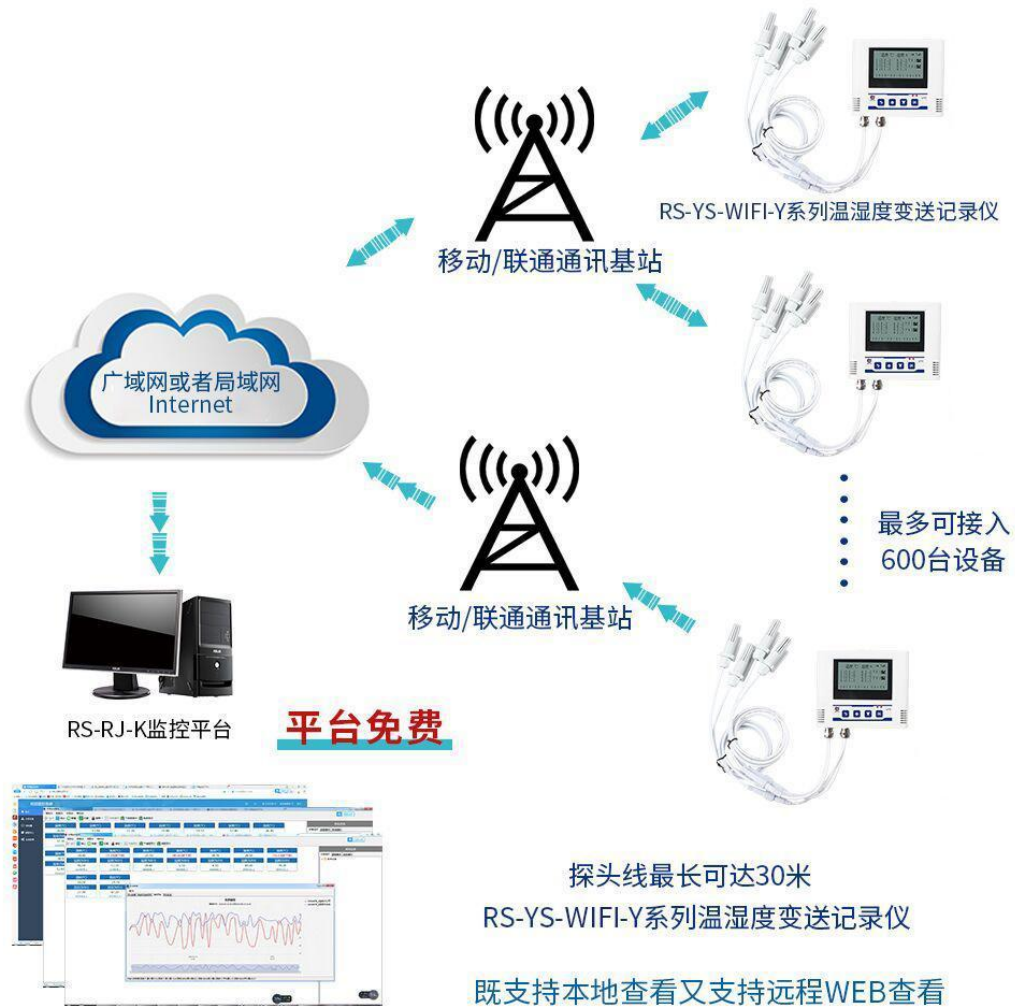 RS-YS-WIFI-Y系列温湿度变送记录仪
移动/联通通讯基站
广域网或者局域网
Internet
最多可接入
600台设备
移动/联通通讯基站
RS-RJ-K监控平台
平台免费
探头线最长可达30米
RS-YS-WIFI-Y系列温湿度变送记录仪
既支持本地查看又支持远程WEB查看